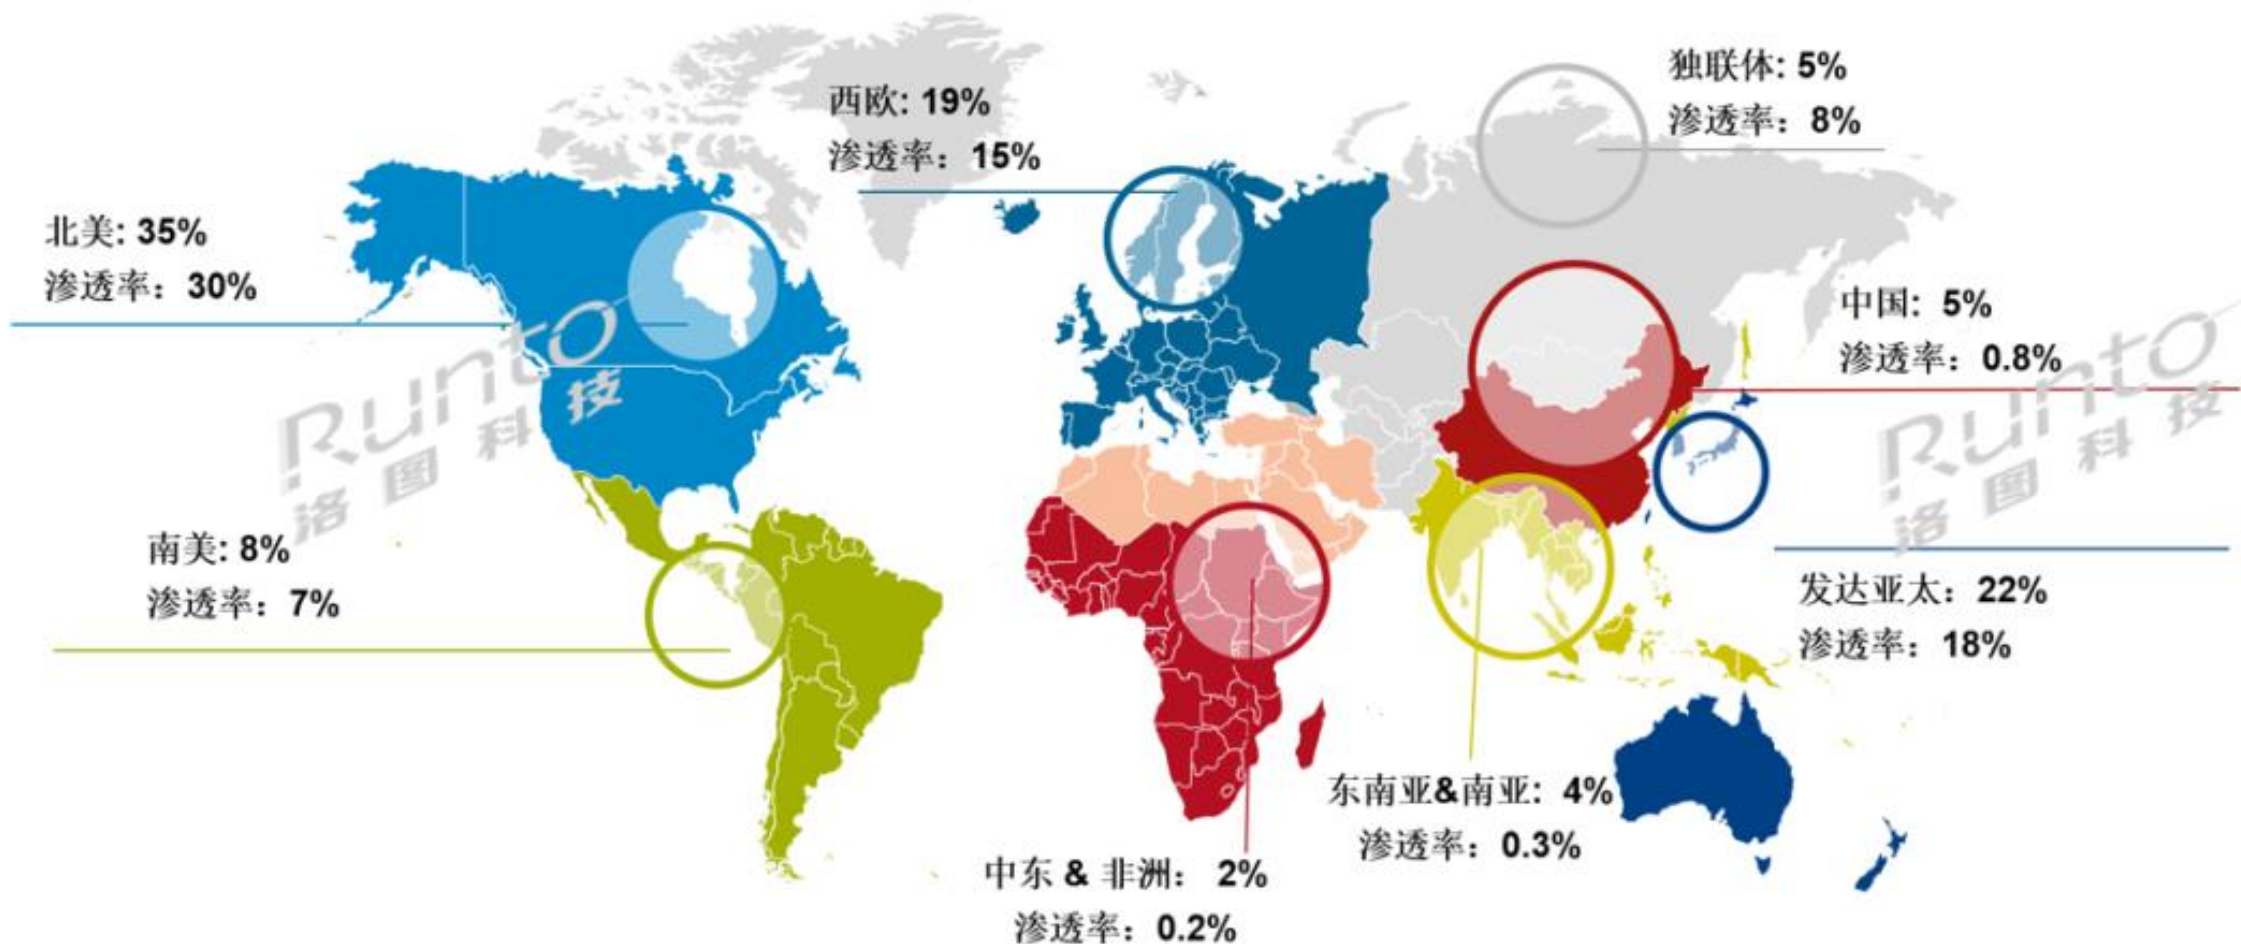 独联体: 5%
渗透率：8%
西欧: 19%
渗透率：15%
北美: 35%
渗透率：30%
中国：5%
渗透率：0.8%
Runto
洛图科技
Runto
洛图科技
南美: 8%
渗透率：7%
发达亚太：22%
渗透率：18%
东南亚&南亚：4%
渗透率：0.3%
中东 & 非洲： 2%
渗透率：0.2%